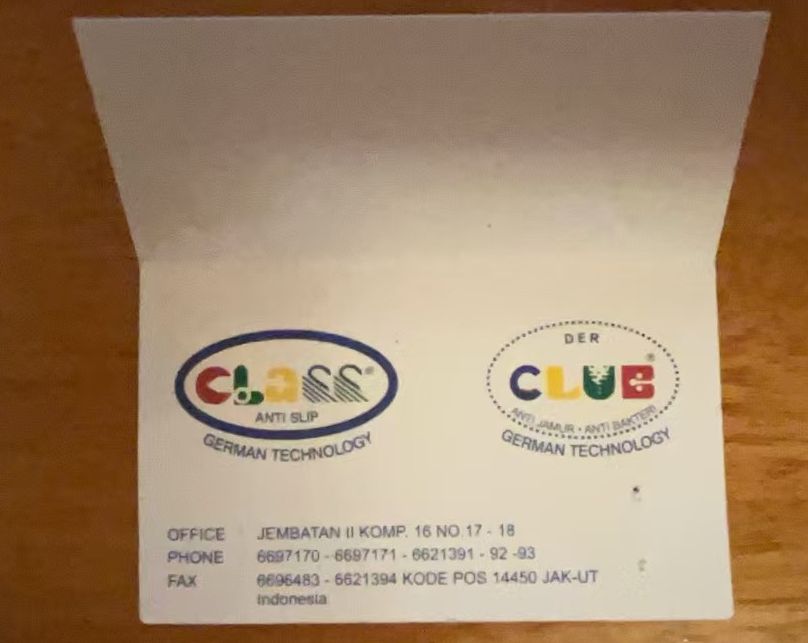 CLass®
ANTI SLIP
GERMAN TECHNOLOGY
DER
CLUB®
ANTI JAMUR • ANTI BAKTERI
GERMAN TECHNOLOGY
OFFICE JEMBATAN II KOMP. 16 NO.17 - 18
PHONE 6697170 - 6697171 - 6621391 - 92 -93
FAX 6696483 - 6621394 KODE POS 14450 JAK-UT
Indonesia